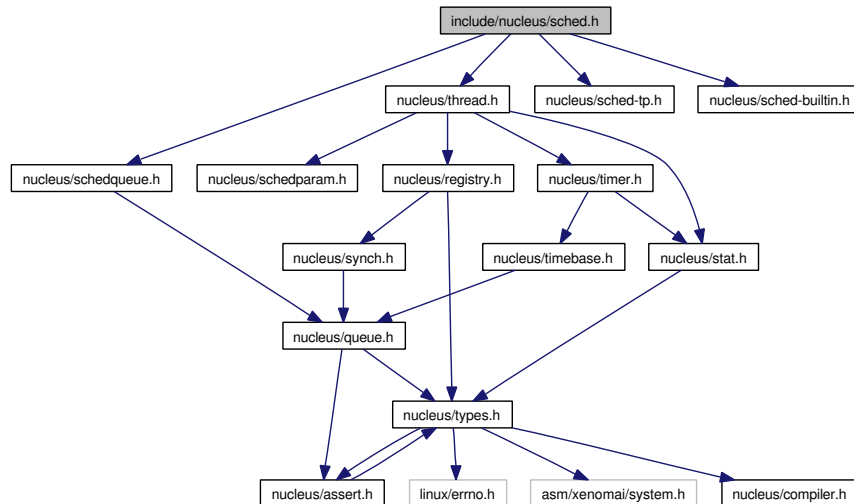 include/nucleus/sched.h
nucleus/thread.h
nucleus/sched-tp.h
nucleus/sched-builtin.h
nucleus/schedqueue.h
nucleus/schedparam.h
nucleus/registry.h
nucleus/timer.h
nucleus/synch.h
nucleus/timebase.h
nucleus/stat.h
nucleus/queue.h
nucleus/types.h
nucleus/assert.h
linux/errno.h
asm/xenomai/system.h
nucleus/compiler.h